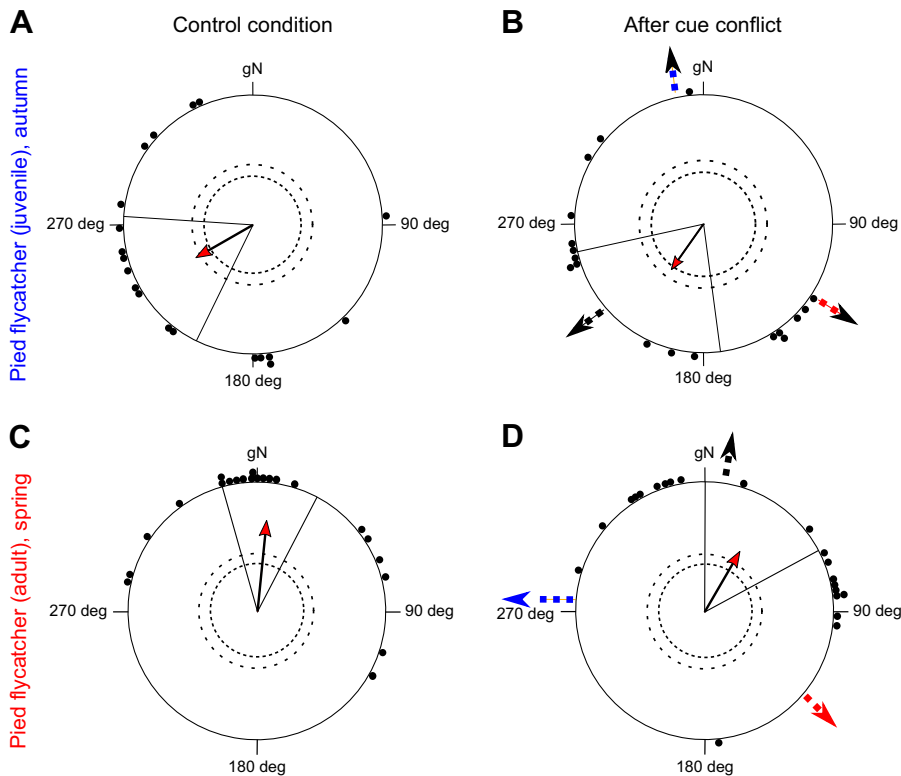 A
Control condition
B
After cue conflict
Pied flycatcher (juvenile), autumn
gN
270 deg
90 deg
180 deg
gN
270 deg
90 deg
180 deg
C
D
Pied flycatcher (adult), spring
gN
270 deg
90 deg
180 deg
gN
270 deg
90 deg
180 deg